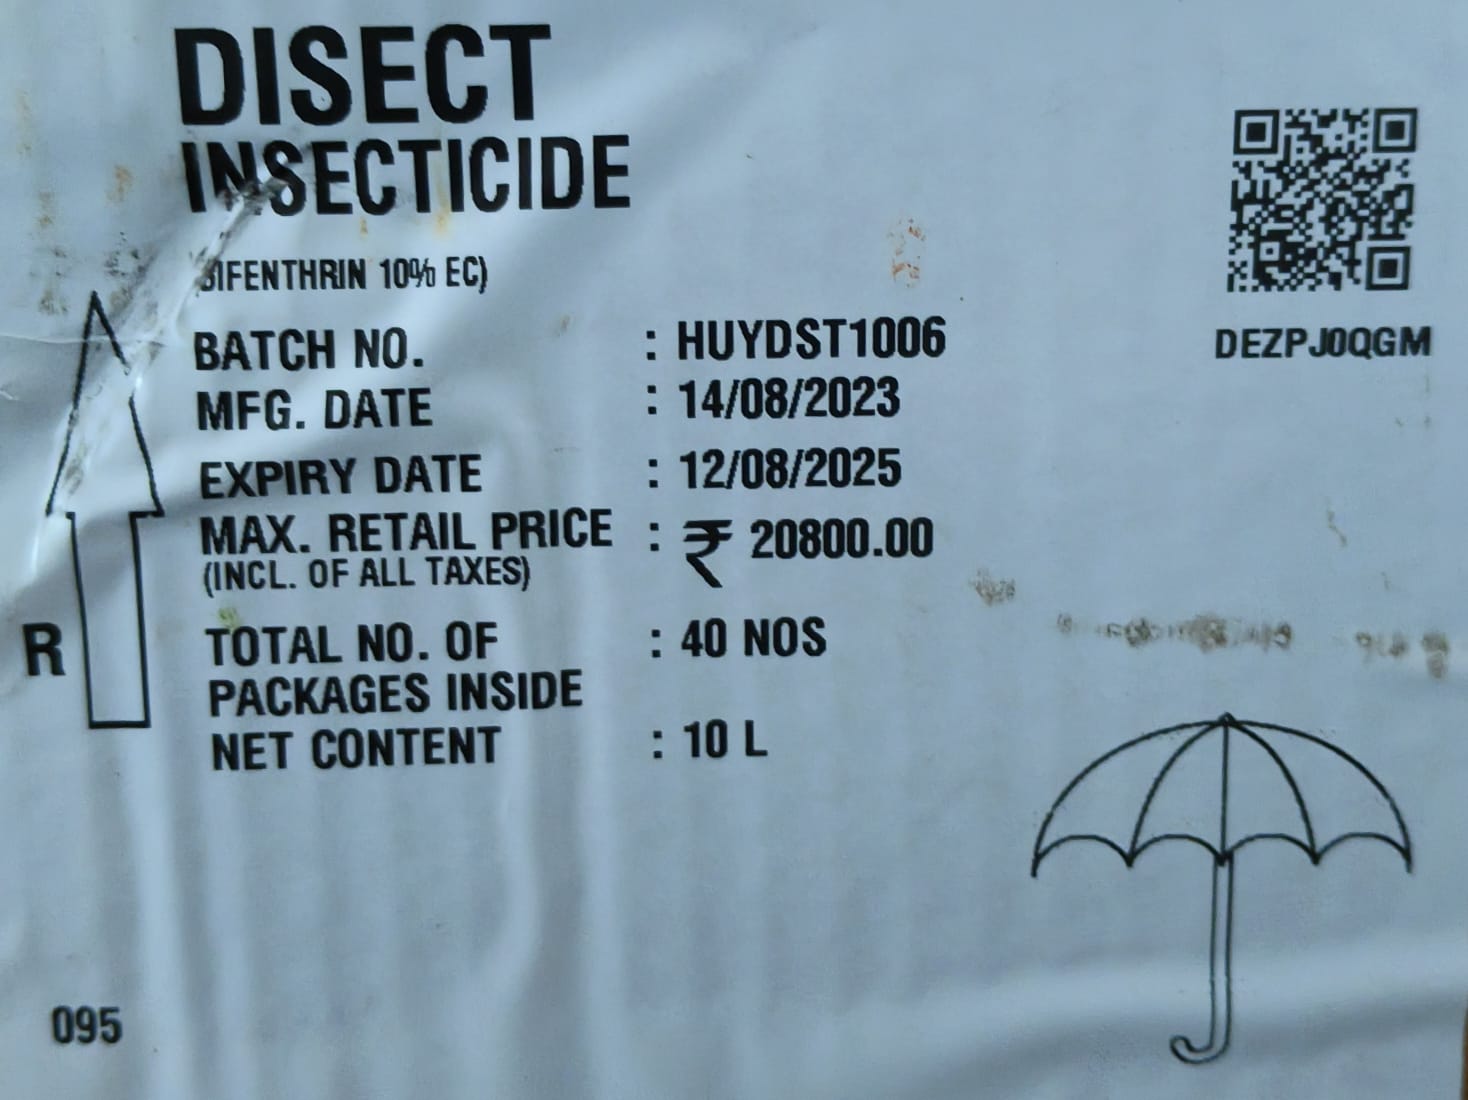 DISECT
INSECTICIDE
BIFENTHRIN 10% EC)
BATCH NO. : HUYDST1006
MFG. DATE : 14/08/2023
EXPIRY DATE : 12/08/2025
MAX. RETAIL PRICE : ₹ 20800.00
(INCL. OF ALL TAXES)
TOTAL NO. OF : 40 NOS
PACKAGES INSIDE
NET CONTENT : 10 L
DEZPJ0QGM
R
095